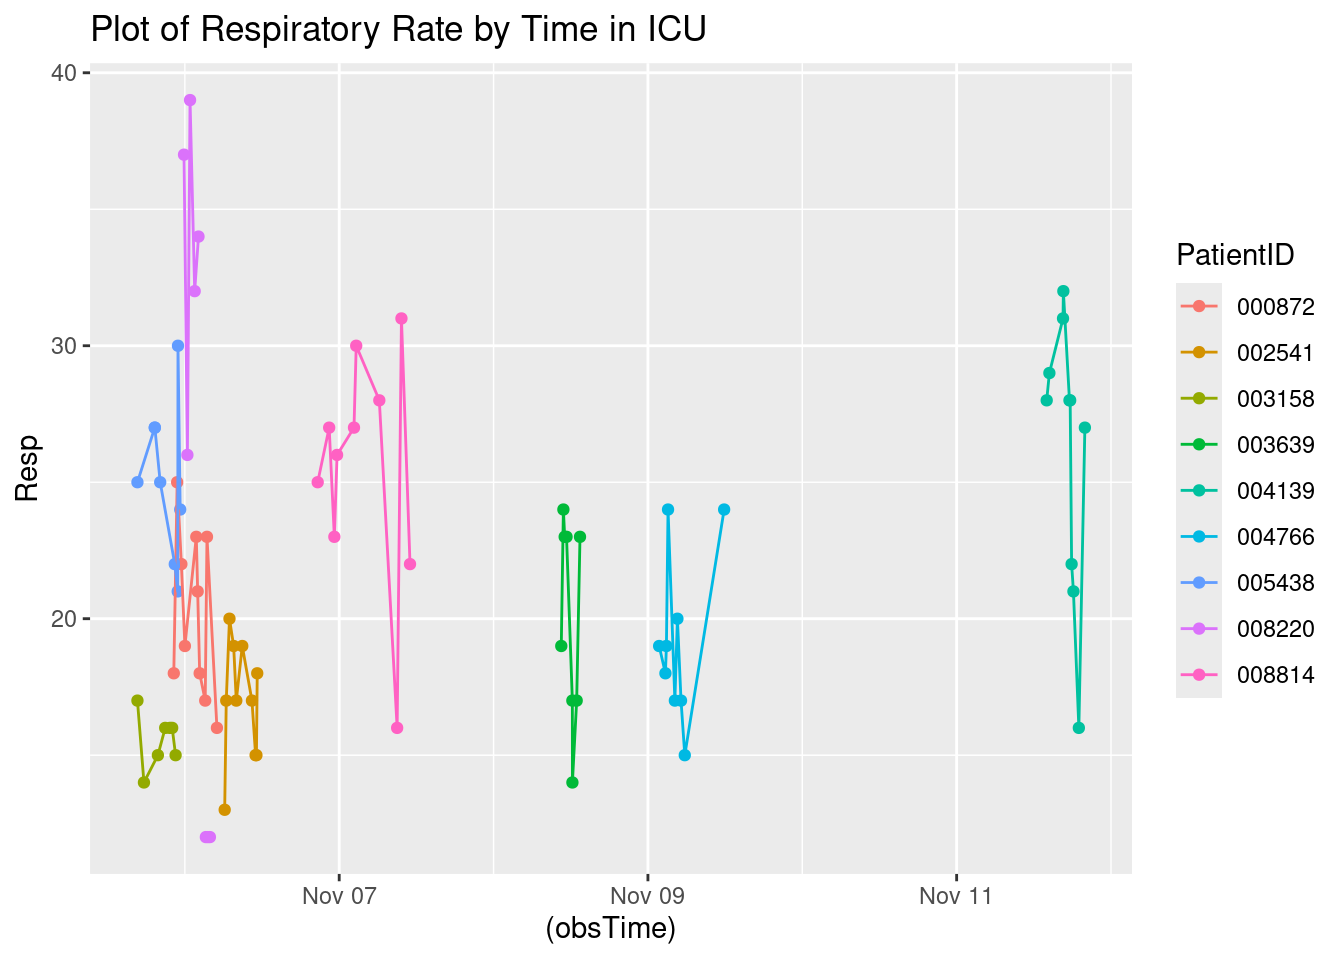 Plot of Respiratory Rate by Time in ICU
40
30
20
Resp
Nov 07
Nov 09
Nov 11
(obsTime)
PatientID
000872
002541
003158
003639
004139
004766
005438
008220
008814